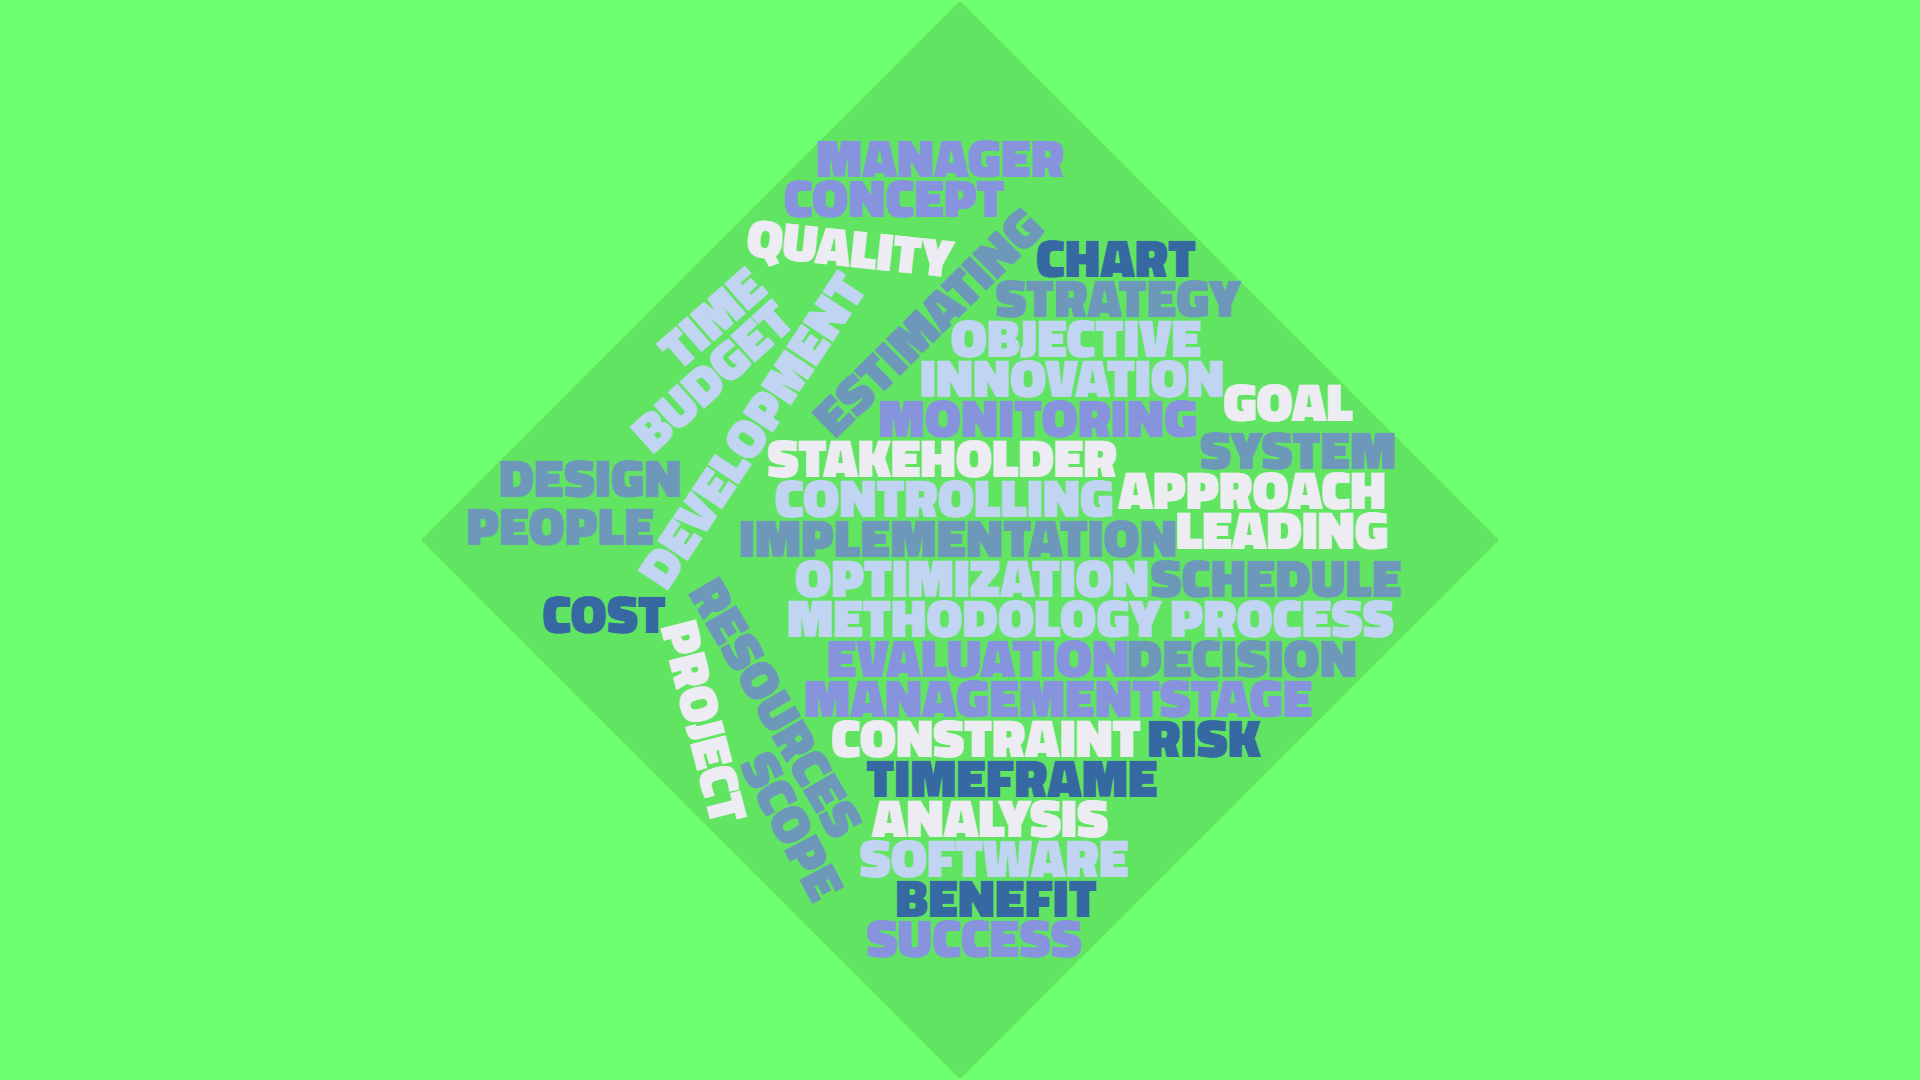 MANAGER
CONCEPT
QUALITY
TIME
BUDGET
DEVELOPMENT
ESTIMATING
CHART
STRATEGY
OBJECTIVE
INNOVATION
MONITORING
GOAL
STAKEHOLDER
SYSTEM
DESIGN
CONTROLLING
APPROACH
PEOPLE
IMPLEMENTATION
LEADING
OPTIMIZATION
SCHEDULE
COST
METHODOLOGY
PROCESS
PROJECT
RESOURCES
SCOPE
EVALUATION
DECISION
MANAGEMENT
STAGE
CONSTRAINT
RISK
TIMEFRAME
ANALYSIS
SOFTWARE
BENEFIT
SUCCESS